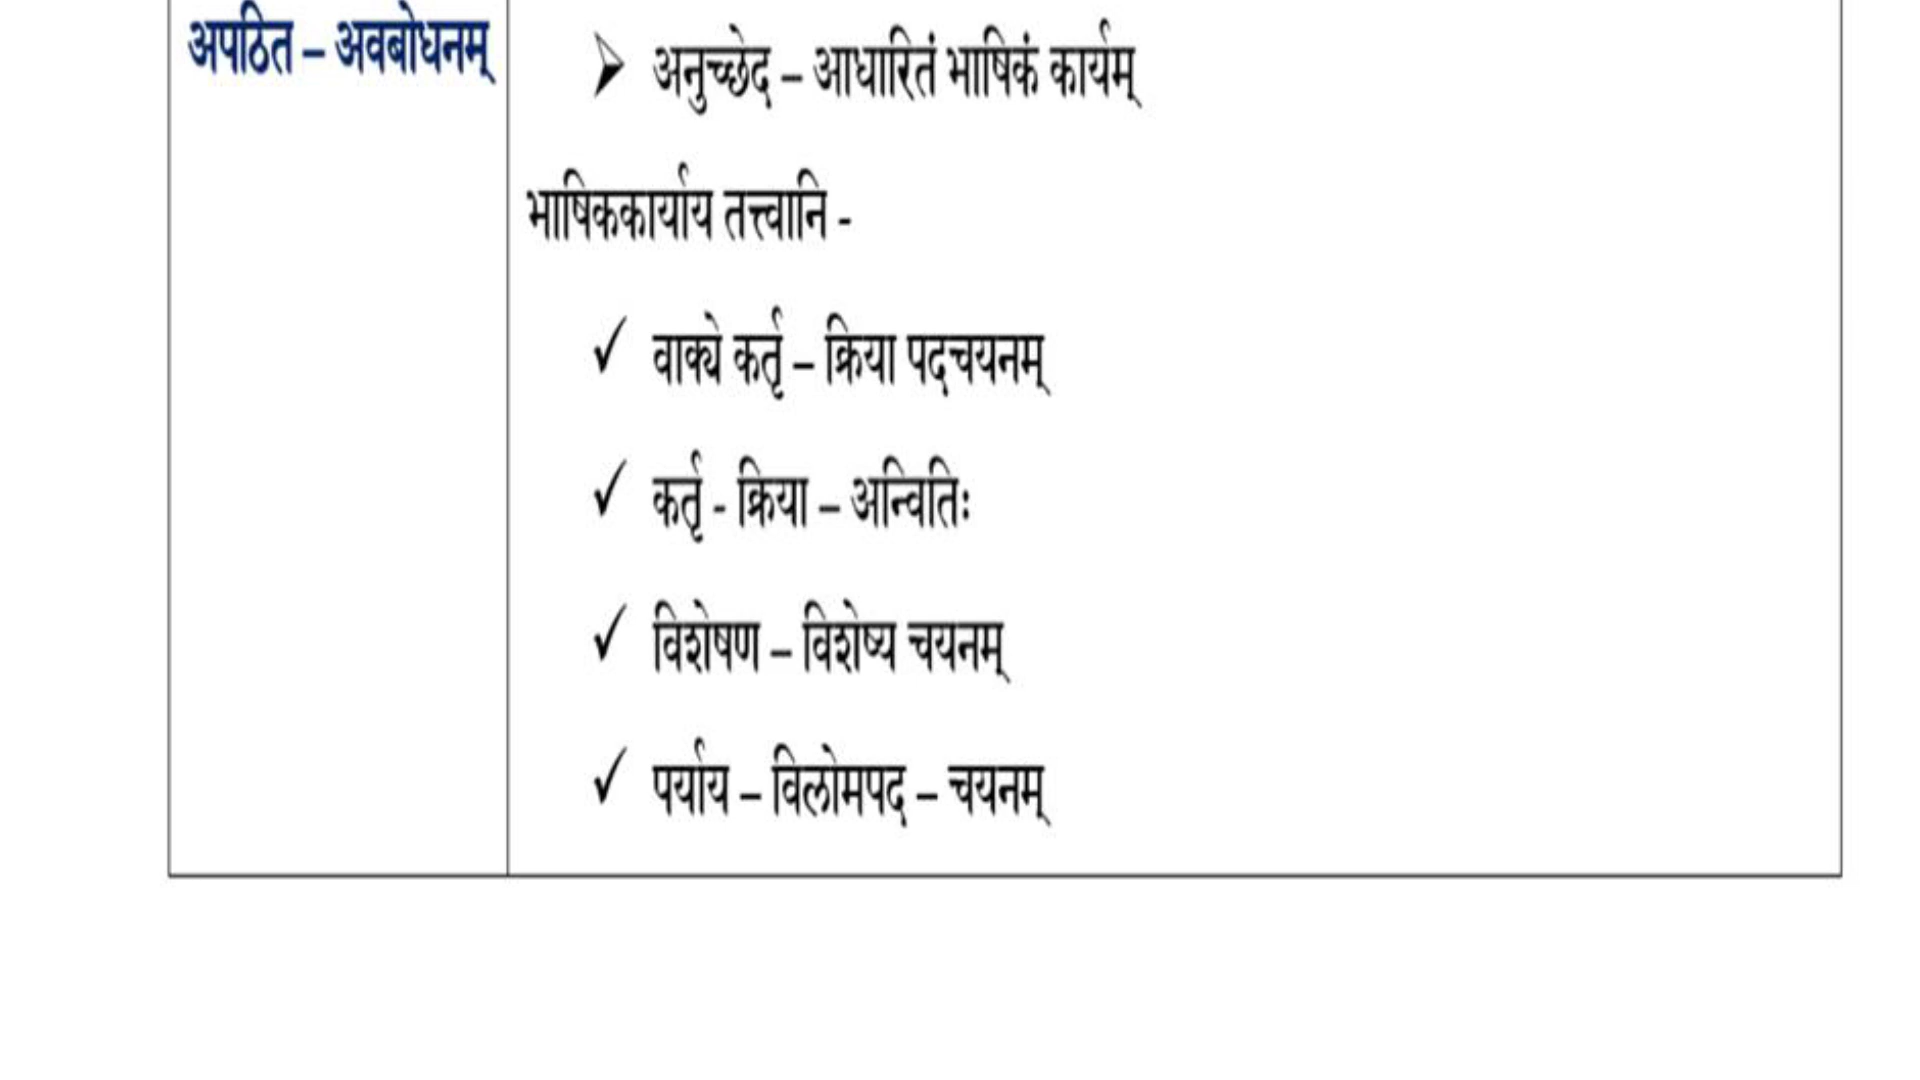 अपठित – अवबोधनम्
➢ अनुच्छेद – आधारितं भाषिकं कार्यम्
भाषिककार्याय तत्त्वानि -
✓ वाक्ये कर्तृ – क्रिया पदचयनम्
✓ कर्तृ - क्रिया – अन्वितिः
✓ विशेषण – विशेष्य चयनम्
✓ पर्याय – विलोमपद – चयनम्